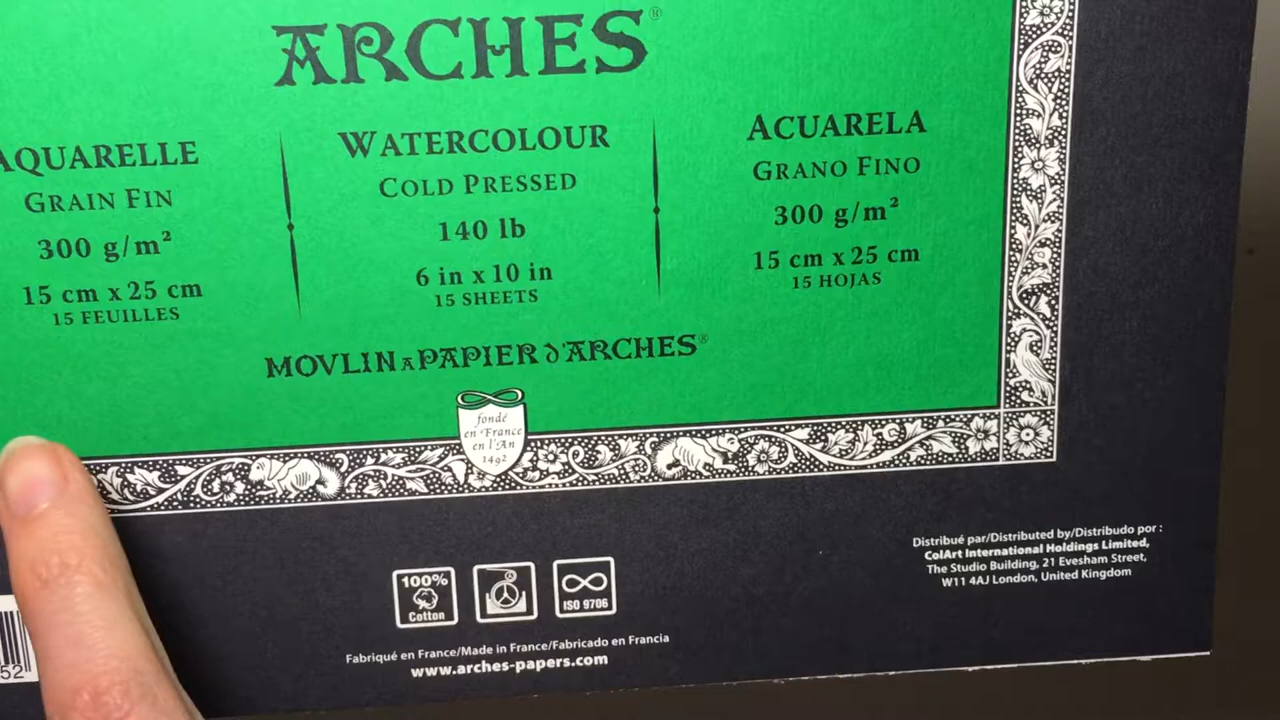 ARCHES®
AQUARELLE
GRAIN FIN
300 g/m²
15 cm x 25 cm
15 FEUILLES
WATERCOLOUR
COLD PRESSED
140 lb
6 in x 10 in
15 SHEETS
ACUARELA
GRANO FINO
300 g/m²
15 cm x 25 cm
15 HOJAS
MOVLIN A PAPIER d'ARCHES®
fondé
en France
en l'An
1492
100%
Cotton
ISO 9706
Fabriqué en France/Made in France/Fabricado en Francia
www.arches-papers.com
Distribué par/Distributed by/Distribudo por :
ColArt International Holdings Limited,
The Studio Building, 21 Evesham Street,
W11 4AJ London, United Kingdom
52